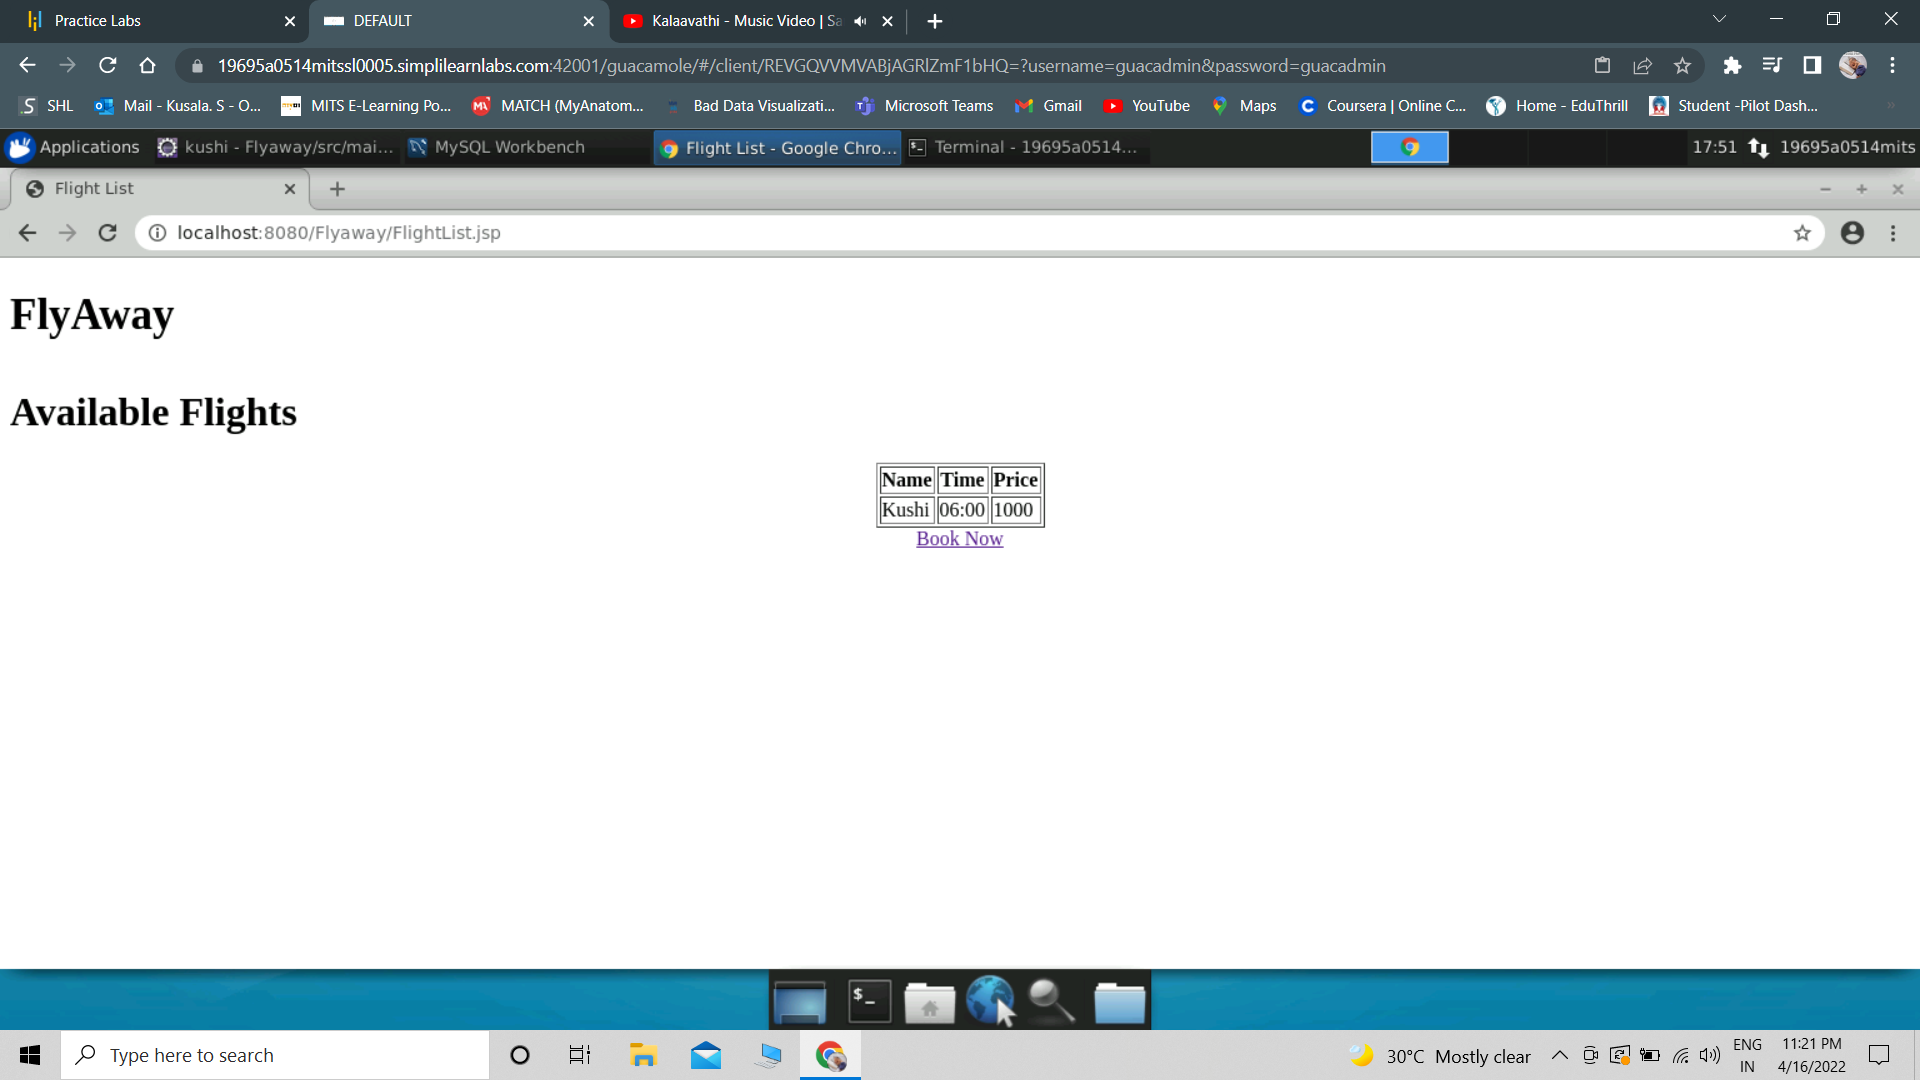 Practice Labs
DEFAULT
Kalaavathi - Music Video | Sa
19695a0514mitssl0005.simplilearnlabs.com:42001/guacamole/#/client/REVGQVVMVABjAGRlZmF1bHQ=?username=guacadmin&password=guacadmin
SHL
Mail - Kusala. S - O...
MITS E-Learning Po...
MATCH (MyAnatom...
Bad Data Visualizati...
Microsoft Teams
Gmail
YouTube
Maps
Coursera | Online C...
Home - EduThrill
Student -Pilot Dash...
Applications
kushi - Flyaway/src/mai...
MySQL Workbench
Flight List - Google Chro...
Terminal - 19695a0514...
17:51
19695a0514mits
Flight List
localhost:8080/Flyaway/FlightList.jsp
FlyAway
Available Flights
Name Time Price
Kushi 06:00 1000
Book Now
Type here to search
30°C Mostly clear
ENG
IN
11:21 PM
4/16/2022